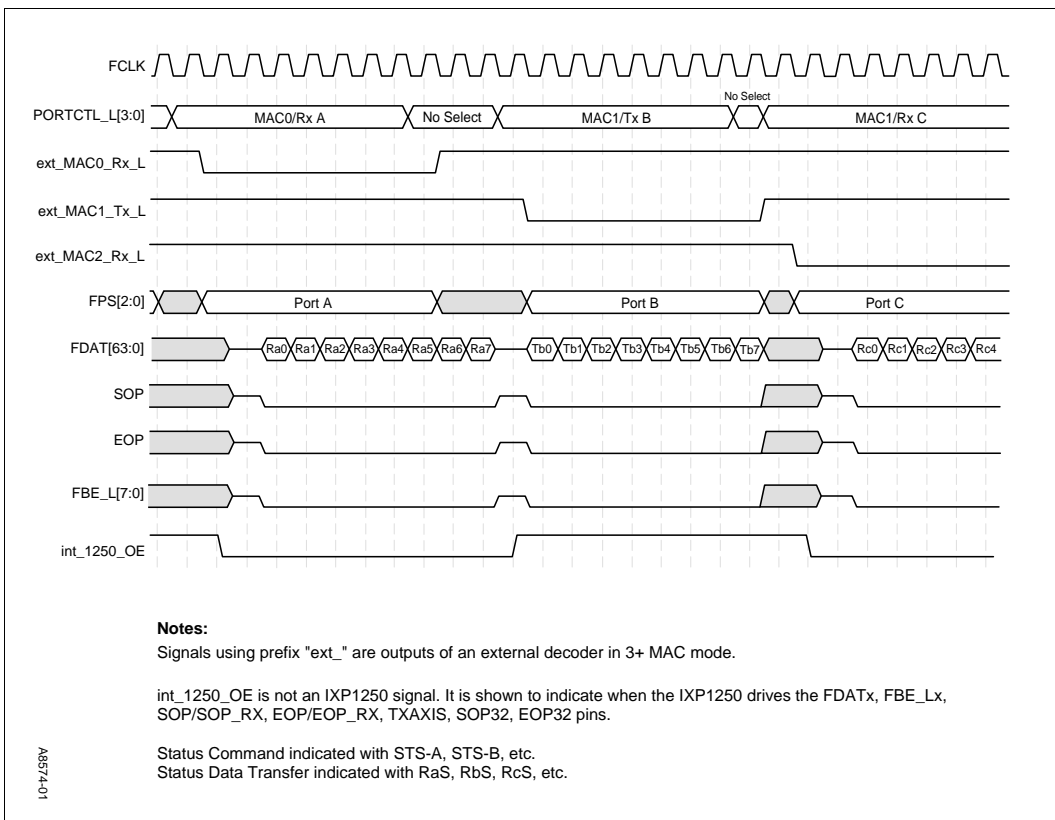 FCLK
No Select
PORTCTL_L[3:0] MAC0/Rx A No Select MAC1/Tx B MAC1/Rx C
ext_MAC0_Rx_L
ext_MAC1_Tx_L
ext_MAC2_Rx_L
FPS[2:0] Port A Port B Port C
FDAT[63:0] Ra0 Ra1 Ra2 Ra3 Ra4 Ra5 Ra6 Ra7 Tb0 Tb1 Tb2 Tb3 Tb4 Tb5 Tb6 Tb7 Rc0 Rc1 Rc2 Rc3 Rc4
SOP
EOP
FBE_L[7:0]
int_1250_OE
Notes:
Signals using prefix "ext_" are outputs of an external decoder in 3+ MAC mode.
int_1250_OE is not an IXP1250 signal. It is shown to indicate when the IXP1250 drives the FDATx, FBE_Lx,
SOP/SOP_RX, EOP/EOP_RX, TXAXIS, SOP32, EOP32 pins.
Status Command indicated with STS-A, STS-B, etc.
Status Data Transfer indicated with RaS, RbS, RcS, etc.
A8574-01